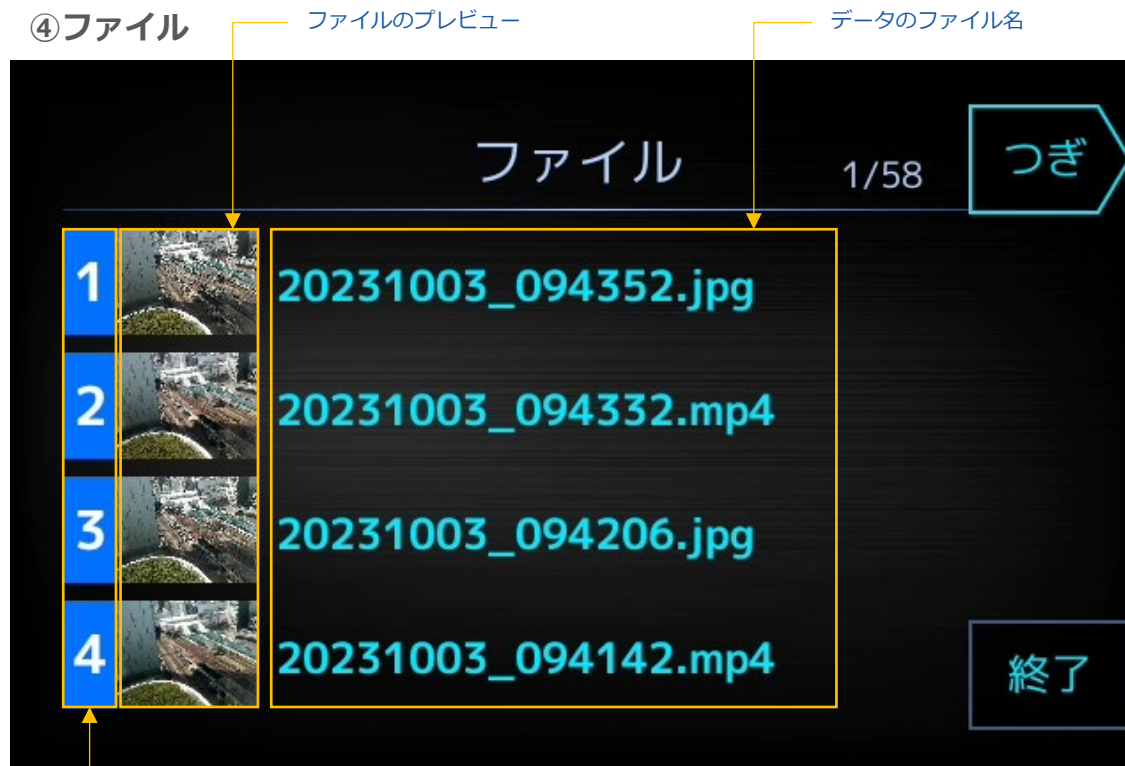 ④ファイル
ファイルのプレビュー
データのファイル名
ファイル
1/58
つぎ
1
20231003_094352.jpg
2
20231003_094332.mp4
3
20231003_094206.jpg
4
20231003_094142.mp4
終了